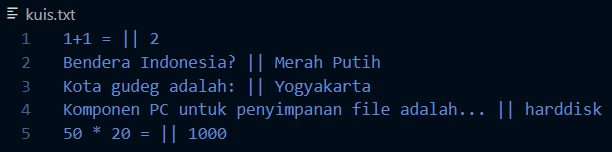 kuis.txt
1 1+1 = || 2
2 Bendera Indonesia? || Merah Putih
3 Kota gudeg adalah: || Yogyakarta
4 Komponen PC untuk penyimpanan file adalah... || harddisk
5 50 * 20 = || 1000